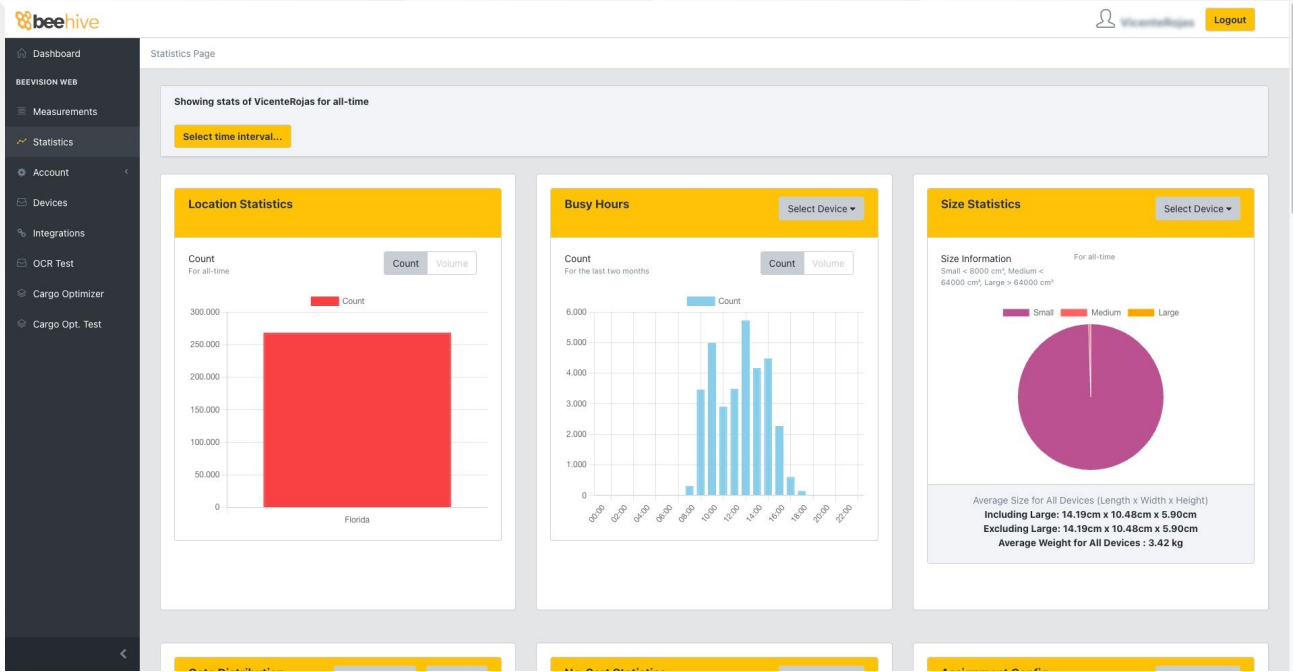 beehive
VicenteRojas
Logout
Dashboard
Statistics Page
BEEVISION WEB
Measurements
Statistics
Account
Devices
Integrations
OCR Test
Cargo Optimizer
Cargo Opt. Test
Showing stats of VicenteRojas for all-time
Select time interval...
Location Statistics
Count
For all-time
Count Volume
Count
300.000
250.000
200.000
150.000
100.000
50.000
0
Florida
Busy Hours
Select Device
Count
For the last two months
Count Volume
Count
6.000
5.000
4.000
3.000
2.000
1.000
0
00:00 02:00 04:00 06:00 08:00 10:00 12:00 14:00 16:00 18:00 20:00 22:00
Size Statistics
Select Device
Size Information
For all-time
Small < 8000 cm³, Medium <
64000 cm³, Large > 64000 cm³
Small Medium Large
Average Size for All Devices (Length x Width x Height)
Including Large: 14.19cm x 10.48cm x 5.90cm
Excluding Large: 14.19cm x 10.48cm x 5.90cm
Average Weight for All Devices : 3.42 kg